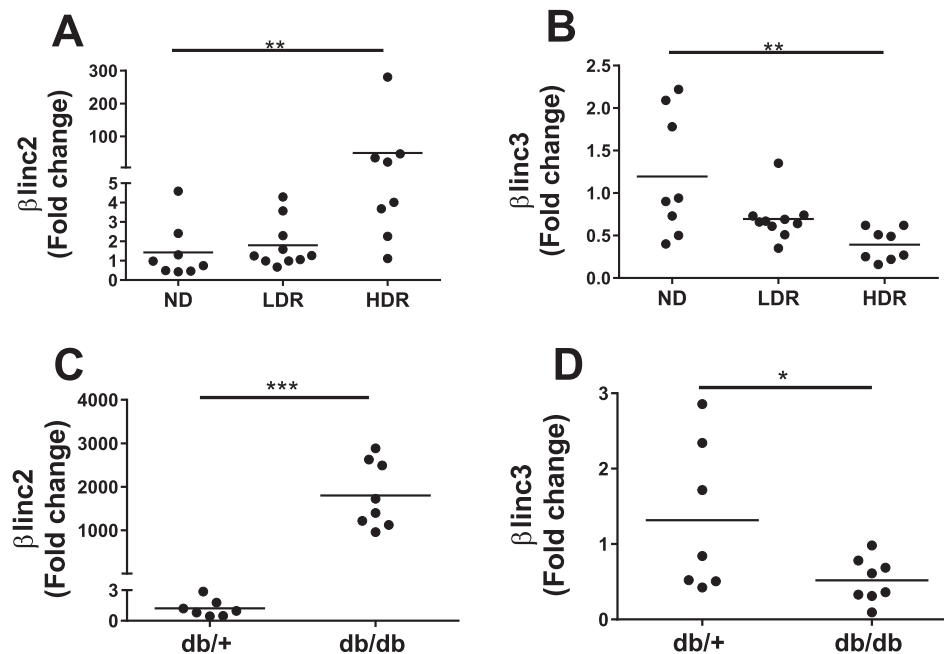 A
**
βlinc2
(Fold change)
300
200
100
5
4
3
2
1
0
ND LDR HDR
B
**
βlinc3
(Fold change)
2.5
2.0
1.5
1.0
0.5
0.0
ND LDR HDR
C
***
βlinc2
(Fold change)
4000
3000
2000
1000
3
0
db/+ db/db
D
*
βlinc3
(Fold change)
3
2
1
0
db/+ db/db